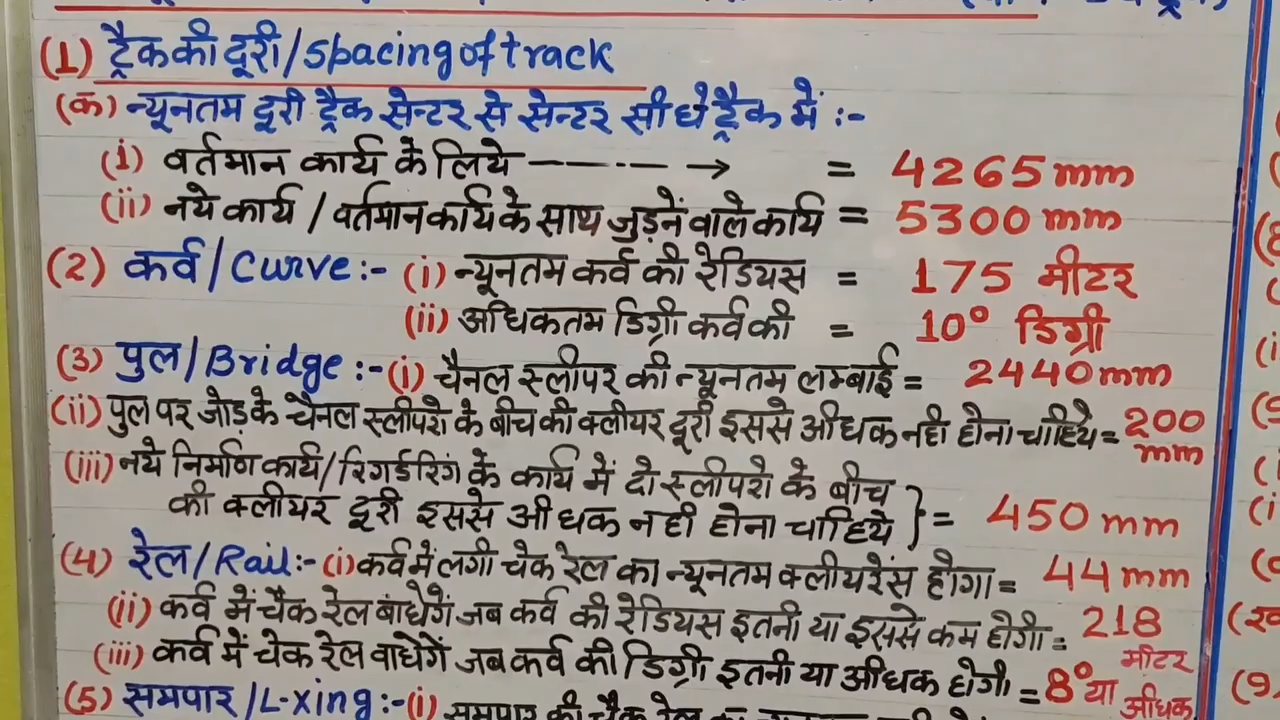 (1) ट्रैक की दूरी/spacing of track
(क) न्यूनतम दूरी ट्रैक सेन्टर से सेन्टर सीधे ट्रैक में :-
(i) वर्तमान कार्य के लिये ----→ = 4265 mm
(ii) नये कार्य / वर्तमान कार्य के साथ जुड़नें वाले कार्य = 5300 mm
(2) कर्व/Curve:- (i) न्यूनतम कर्व की रेडियस = 175 मीटर
(ii) अधिकतम डिग्री कर्व की = 10° डिग्री
(3) पुल/Bridge :- (i) चैनल स्लीपर की न्यूनतम लम्बाई = 2440mm
(ii) पुल पर जोड़ के चैनल स्लीपरो के बीच की क्लीयर दूरी इससे अधिक नही होना चाहिये = 200 mm
(iii) नये निर्माण कार्य/रिगर्डरिंग के कार्य में दो स्लीपरो के बीच
की क्लीयर दूरी इससे अधिक नही होना चाहिये } = 450 mm
(4) रेल/Rail:- (i) कर्व में लगी चेक रेल का न्यूनतम क्लीयरेंस होगा = 44 mm
(ii) कर्व में चैक रेल बांधेगें जब कर्व की रेडियस इतनी या इससे कम होगी = 218 मीटर
(iii) कर्व में चेक रेल बाधेगें जब कर्व की डिग्री इतनी या अधिक होगी = 8° या अधिक
(5) समपार/L-xing:- (i) समपार की चैक रेल का